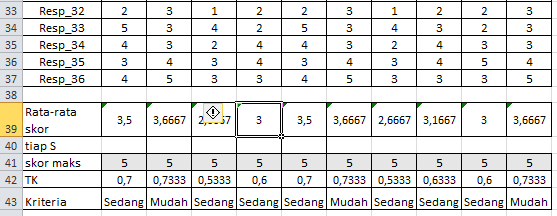 33 Resp_32 2 3 1 2 2 3 1 2 2 3
34 Resp_33 5 3 4 2 5 3 4 3 2 3
35 Resp_34 4 3 2 4 4 3 2 4 3 3
36 Resp_35 3 4 3 4 3 4 3 4 5 4
37 Resp_36 4 5 3 3 4 5 3 3 3 5
38
39 Rata-rata skor 3,5 3,6667 3 3,5 3,6667 2,6667 3,1667 3 3,6667
40 tiap S
41 skor maks 5 5 5 5 5 5 5 5 5 5
42 TK 0,7 0,7333 0,5333 0,6 0,7 0,7333 0,5333 0,6333 0,6 0,7333
43 Kriteria Sedang Mudah Sedang Sedang Sedang Mudah Sedang Sedang Sedang Mudah